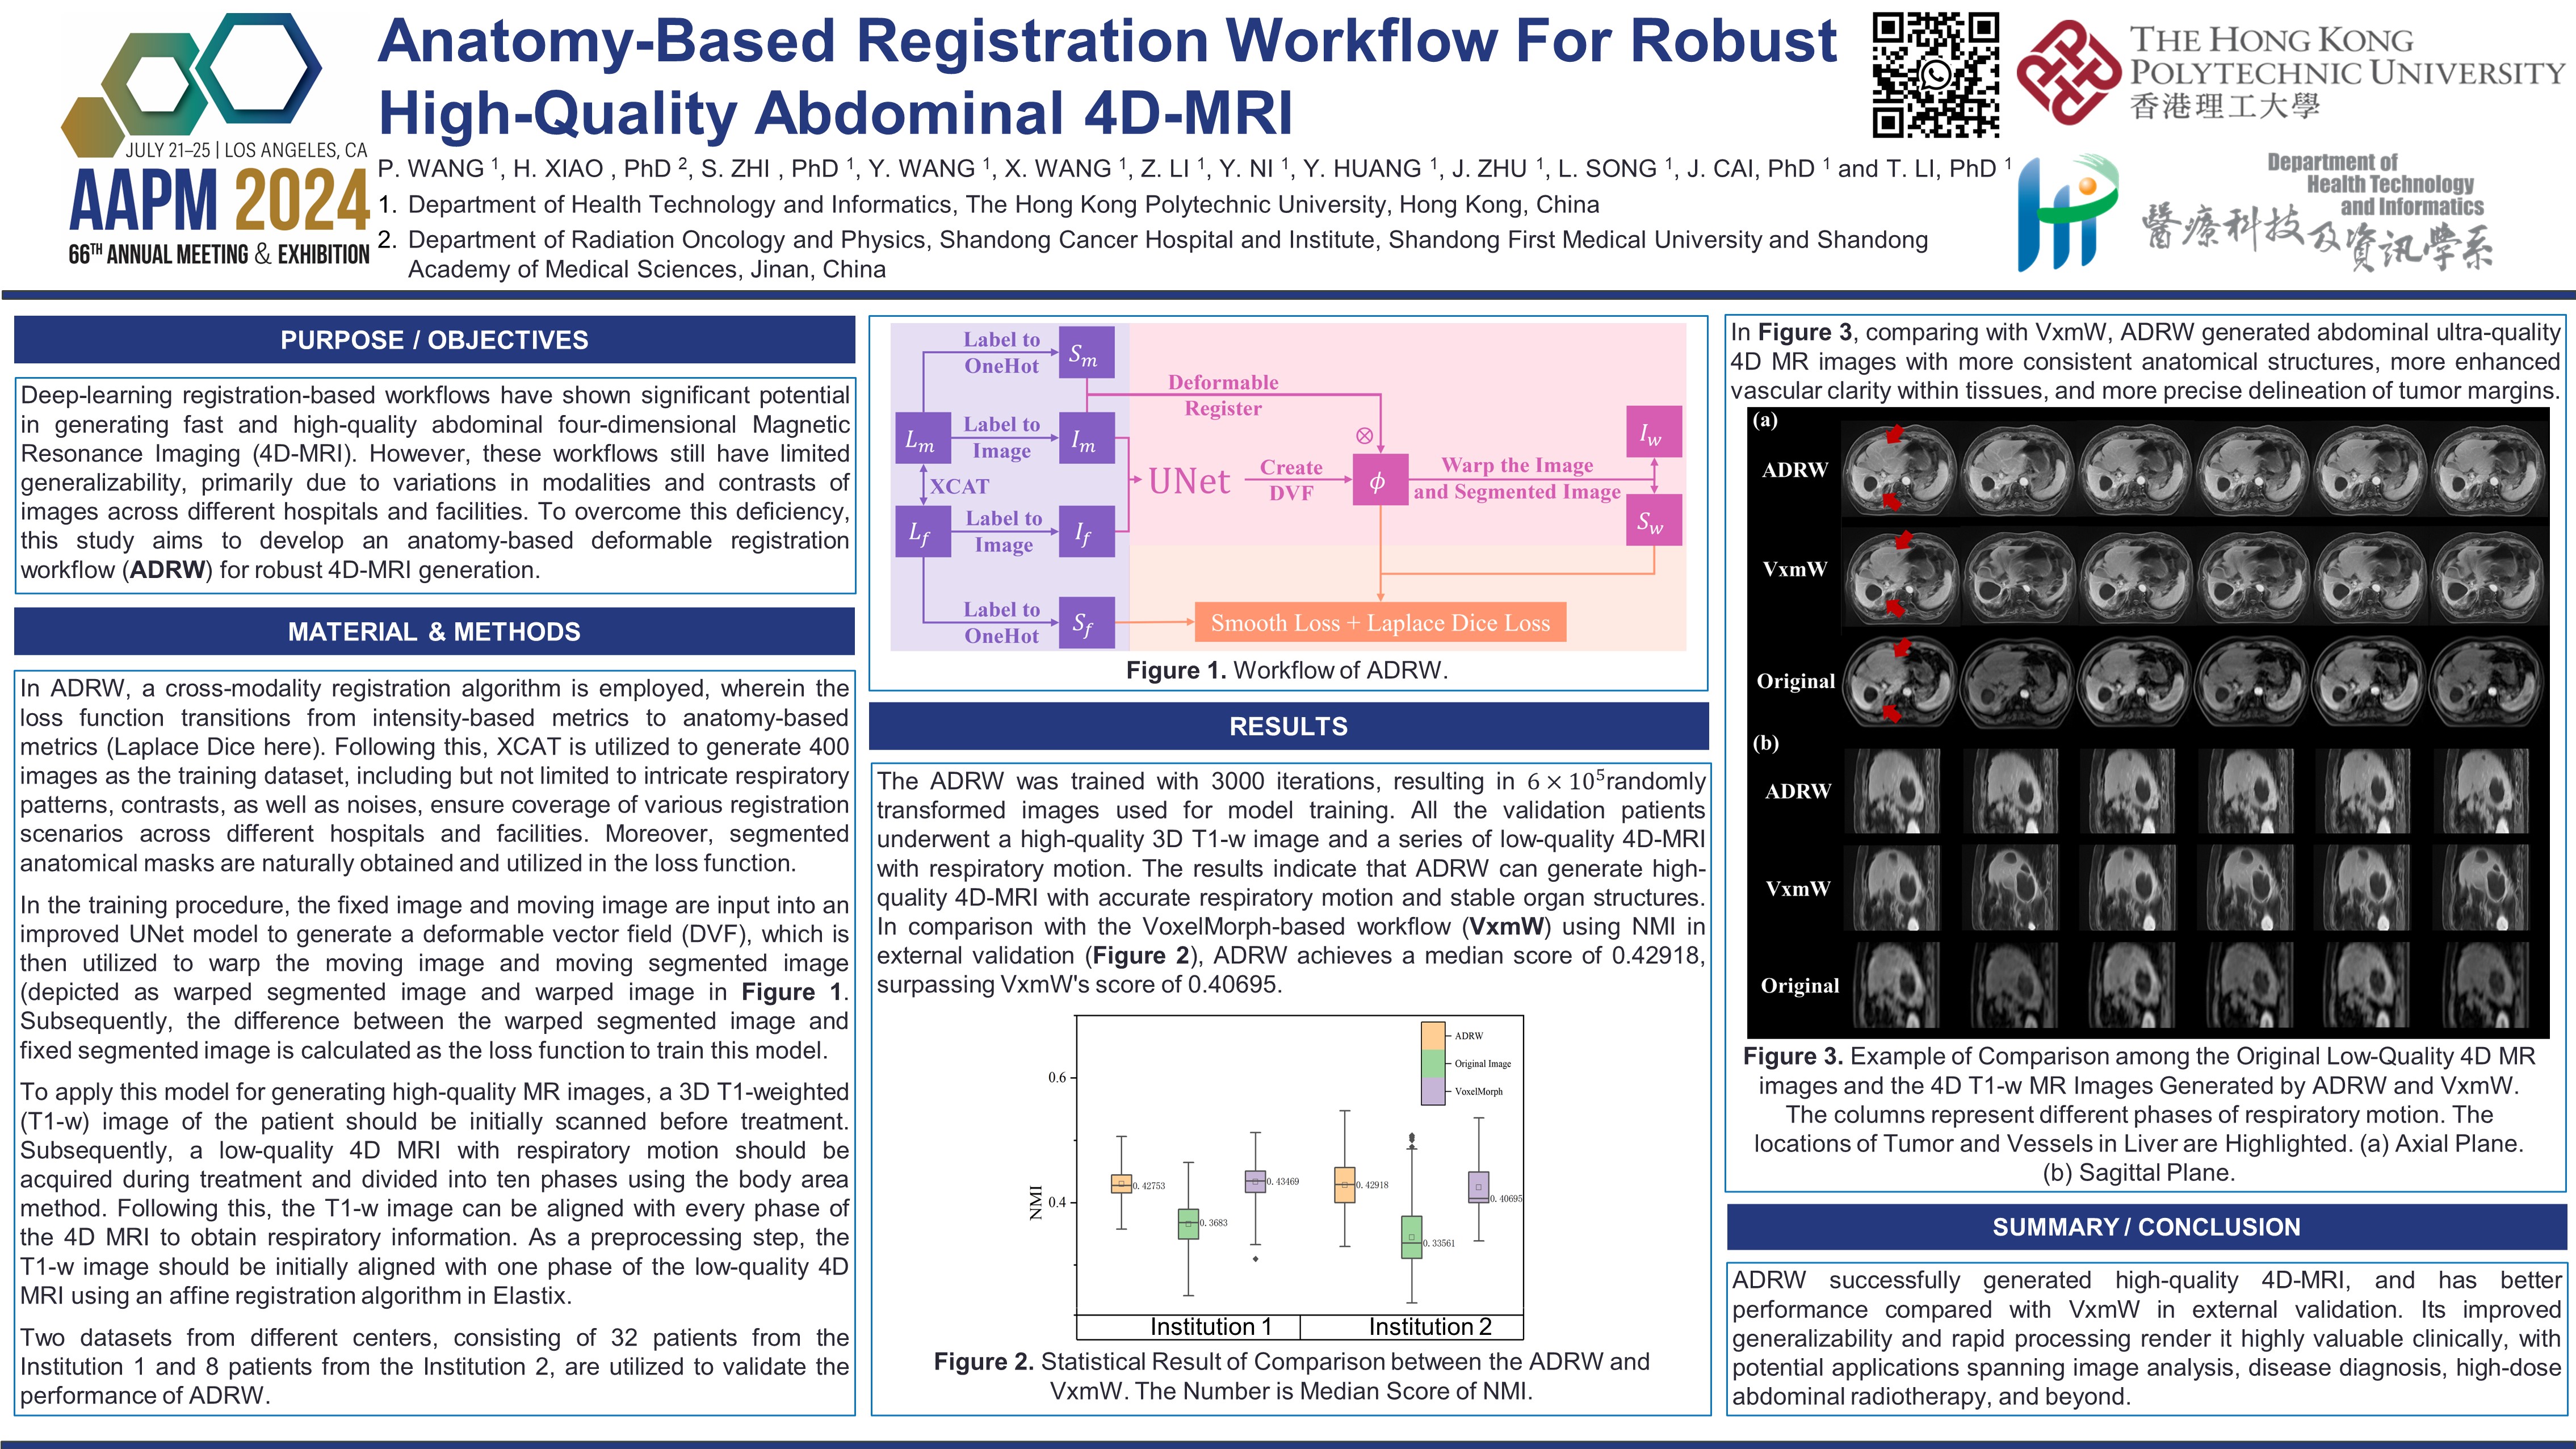 JULY 21–25 | LOS ANGELES, CA
AAPM 2024
66TH ANNUAL MEETING & EXHIBITION
Anatomy-Based Registration Workflow For Robust
High-Quality Abdominal 4D-MRI
P. WANG 1, H. XIAO , PhD 2, S. ZHI , PhD 1, Y. WANG 1, X. WANG 1, Z. LI 1, Y. NI 1, Y. HUANG 1, J. ZHU 1, L. SONG 1, J. CAI, PhD 1 and T. LI, PhD 1
1. Department of Health Technology and Informatics, The Hong Kong Polytechnic University, Hong Kong, China
2. Department of Radiation Oncology and Physics, Shandong Cancer Hospital and Institute, Shandong First Medical University and Shandong
Academy of Medical Sciences, Jinan, China
THE HONG KONG
POLYTECHNIC UNIVERSITY
香港理工大學
Department of
Health Technology
and Informatics
醫療科技及資訊學系
PURPOSE / OBJECTIVES
Deep-learning registration-based workflows have shown significant potential
in generating fast and high-quality abdominal four-dimensional Magnetic
Resonance Imaging (4D-MRI). However, these workflows still have limited
generalizability, primarily due to variations in modalities and contrasts of
images across different hospitals and facilities. To overcome this deficiency,
this study aims to develop an anatomy-based deformable registration
workflow (ADRW) for robust 4D-MRI generation.
MATERIAL & METHODS
In ADRW, a cross-modality registration algorithm is employed, wherein the
loss function transitions from intensity-based metrics to anatomy-based
metrics (Laplace Dice here). Following this, XCAT is utilized to generate 400
images as the training dataset, including but not limited to intricate respiratory
patterns, contrasts, as well as noises, ensure coverage of various registration
scenarios across different hospitals and facilities. Moreover, segmented
anatomical masks are naturally obtained and utilized in the loss function.
In the training procedure, the fixed image and moving image are input into an
improved UNet model to generate a deformable vector field (DVF), which is
then utilized to warp the moving image and moving segmented image
(depicted as warped segmented image and warped image in Figure 1.
Subsequently, the difference between the warped segmented image and
fixed segmented image is calculated as the loss function to train this model.
To apply this model for generating high-quality MR images, a 3D T1-weighted
(T1-w) image of the patient should be initially scanned before treatment.
Subsequently, a low-quality 4D MRI with respiratory motion should be
acquired during treatment and divided into ten phases using the body area
method. Following this, the T1-w image can be aligned with every phase of
the 4D MRI to obtain respiratory information. As a preprocessing step, the
T1-w image should be initially aligned with one phase of the low-quality 4D
MRI using an affine registration algorithm in Elastix.
Two datasets from different centers, consisting of 32 patients from the
Institution 1 and 8 patients from the Institution 2, are utilized to validate the
performance of ADRW.
Label to
OneHot
Sm
Deformable
Register
Lm
Label to
Image
Im
⊗
Iw
XCAT
UNet
Create
DVF
ϕ
Warp the Image
and Segmented Image
Lf
Label to
Image
If
Sw
Label to
OneHot
Sf
Smooth Loss + Laplace Dice Loss
Figure 1. Workflow of ADRW.
RESULTS
The ADRW was trained with 3000 iterations, resulting in 6 × 10⁵randomly
transformed images used for model training. All the validation patients
underwent a high-quality 3D T1-w image and a series of low-quality 4D-MRI
with respiratory motion. The results indicate that ADRW can generate high-
quality 4D-MRI with accurate respiratory motion and stable organ structures.
In comparison with the VoxelMorph-based workflow (VxmW) using NMI in
external validation (Figure 2), ADRW achieves a median score of 0.42918,
surpassing VxmW's score of 0.40695.
ADRW
Original Image
VoxelMorph
NMI
0.6
0.4
0.42753
0.3683
0.43469
0.42918
0.33561
0.40695
Institution 1
Institution 2
Figure 2. Statistical Result of Comparison between the ADRW and
VxmW. The Number is Median Score of NMI.
In Figure 3, comparing with VxmW, ADRW generated abdominal ultra-quality
4D MR images with more consistent anatomical structures, more enhanced
vascular clarity within tissues, and more precise delineation of tumor margins.
(a)
ADRW
VxmW
Original
(b)
ADRW
VxmW
Original
Figure 3. Example of Comparison among the Original Low-Quality 4D MR
images and the 4D T1-w MR Images Generated by ADRW and VxmW.
The columns represent different phases of respiratory motion. The
locations of Tumor and Vessels in Liver are Highlighted. (a) Axial Plane.
(b) Sagittal Plane.
SUMMARY / CONCLUSION
ADRW successfully generated high-quality 4D-MRI, and has better
performance compared with VxmW in external validation. Its improved
generalizability and rapid processing render it highly valuable clinically, with
potential applications spanning image analysis, disease diagnosis, high-dose
abdominal radiotherapy, and beyond.